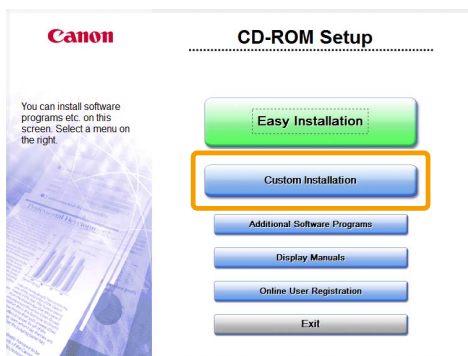 Canon
CD-ROM Setup
You can install software
programs etc. on this
screen. Select a menu on
the right.
Easy Installation
Custom Installation
Additional Software Programs
Display Manuals
Online User Registration
Exit